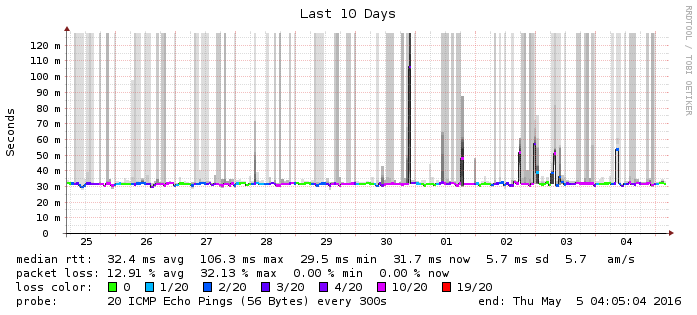 Last 10 Days
RRDTOOL / TOBI OETIKER
Seconds
120 m
110 m
100 m
90 m
80 m
70 m
60 m
50 m
40 m
30 m
20 m
10 m
0
25 26 27 28 29 30 01 02 03 04
median rtt: 32.4 ms avg 106.3 ms max 29.5 ms min 31.7 ms now 5.7 ms sd 5.7 am/s
packet loss: 12.91 % avg 32.13 % max 0.00 % min 0.00 % now
loss color: 0 1/20 2/20 3/20 4/20 10/20 19/20
probe: 20 ICMP Echo Pings (56 Bytes) every 300s end: Thu May 5 04:05:04 2016